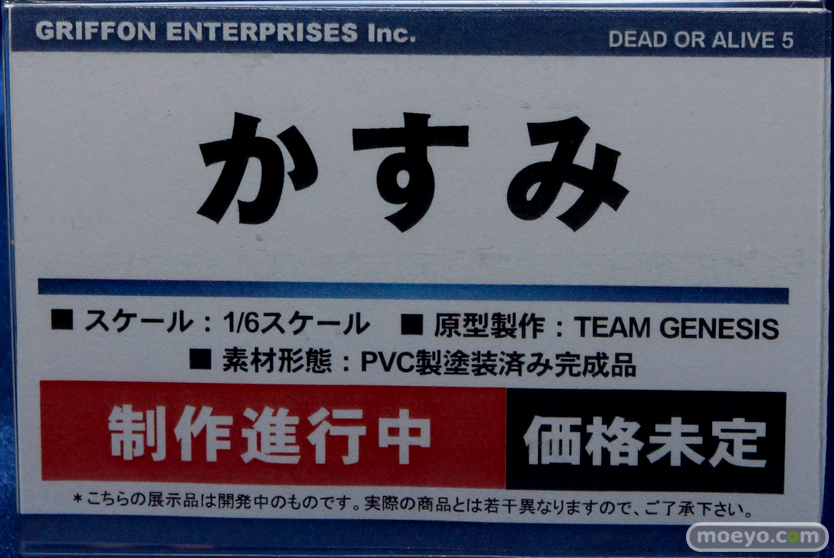 GRIFFON ENTERPRISES Inc. DEAD OR ALIVE 5
かすみ
■ スケール：1/6スケール ■ 原型製作：TEAM GENESIS
■ 素材形態：PVC製塗装済み完成品
制作進行中 価格未定
＊こちらの展示品は開発中のものです。実際の商品とは若干異なりますので、ご了承下さい。
moeyo.com